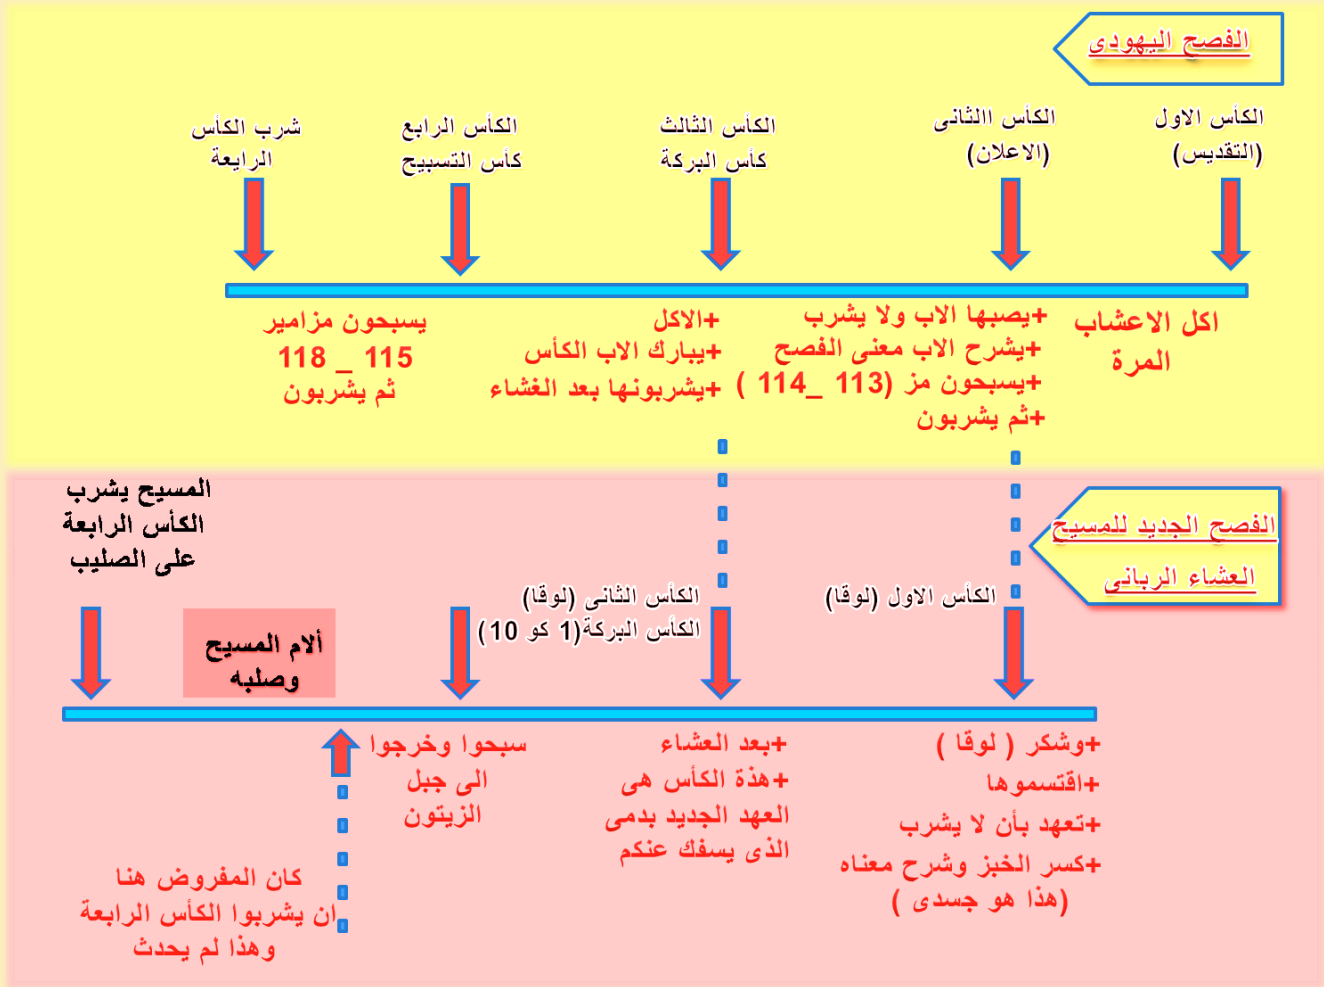 الفصح اليهودى
الكأس الاول
(التقديس)
الكأس االثانى
(الاعلان)
الكأس الثالث
كأس البركة
الكأس الرابع
كأس التسبيح
شرب الكأس
الرايعة
اكل الاعشاب
المرة
+يصبها الاب ولا يشرب
+يشرح الاب معنى الفصح
+يسبحون مز (113 _114 )
+ثم يشربون
+الاكل
+يبارك الاب الكأس
+يشربونها بعد الغشاء
يسبحون مزامير
115 _ 118
ثم يشربون
الفصح الجديد للمسيح
العشاء الربانى
الكأس الاول (لوقا)
الكأس الثانى (لوقا)
الكأس البركة(1 كو 10)
ألام المسيح
وصلبه
المسيح يشرب
الكأس الرابعة
على الصليب
+وشكر ( لوقا )
+اقتسموها
+تعهد بأن لا يشرب
+كسر الخبز وشرح معناه
(هذا هو جسدى )
+بعد العشاء
+هذة الكأس هى
العهد الجديد بدمى
الذى يسفك عنكم
سبحوا وخرجوا
الى جبل
الزيتون
كان المفروض هنا
ان يشربوا الكأس الرابعة
وهذا لم يحدث